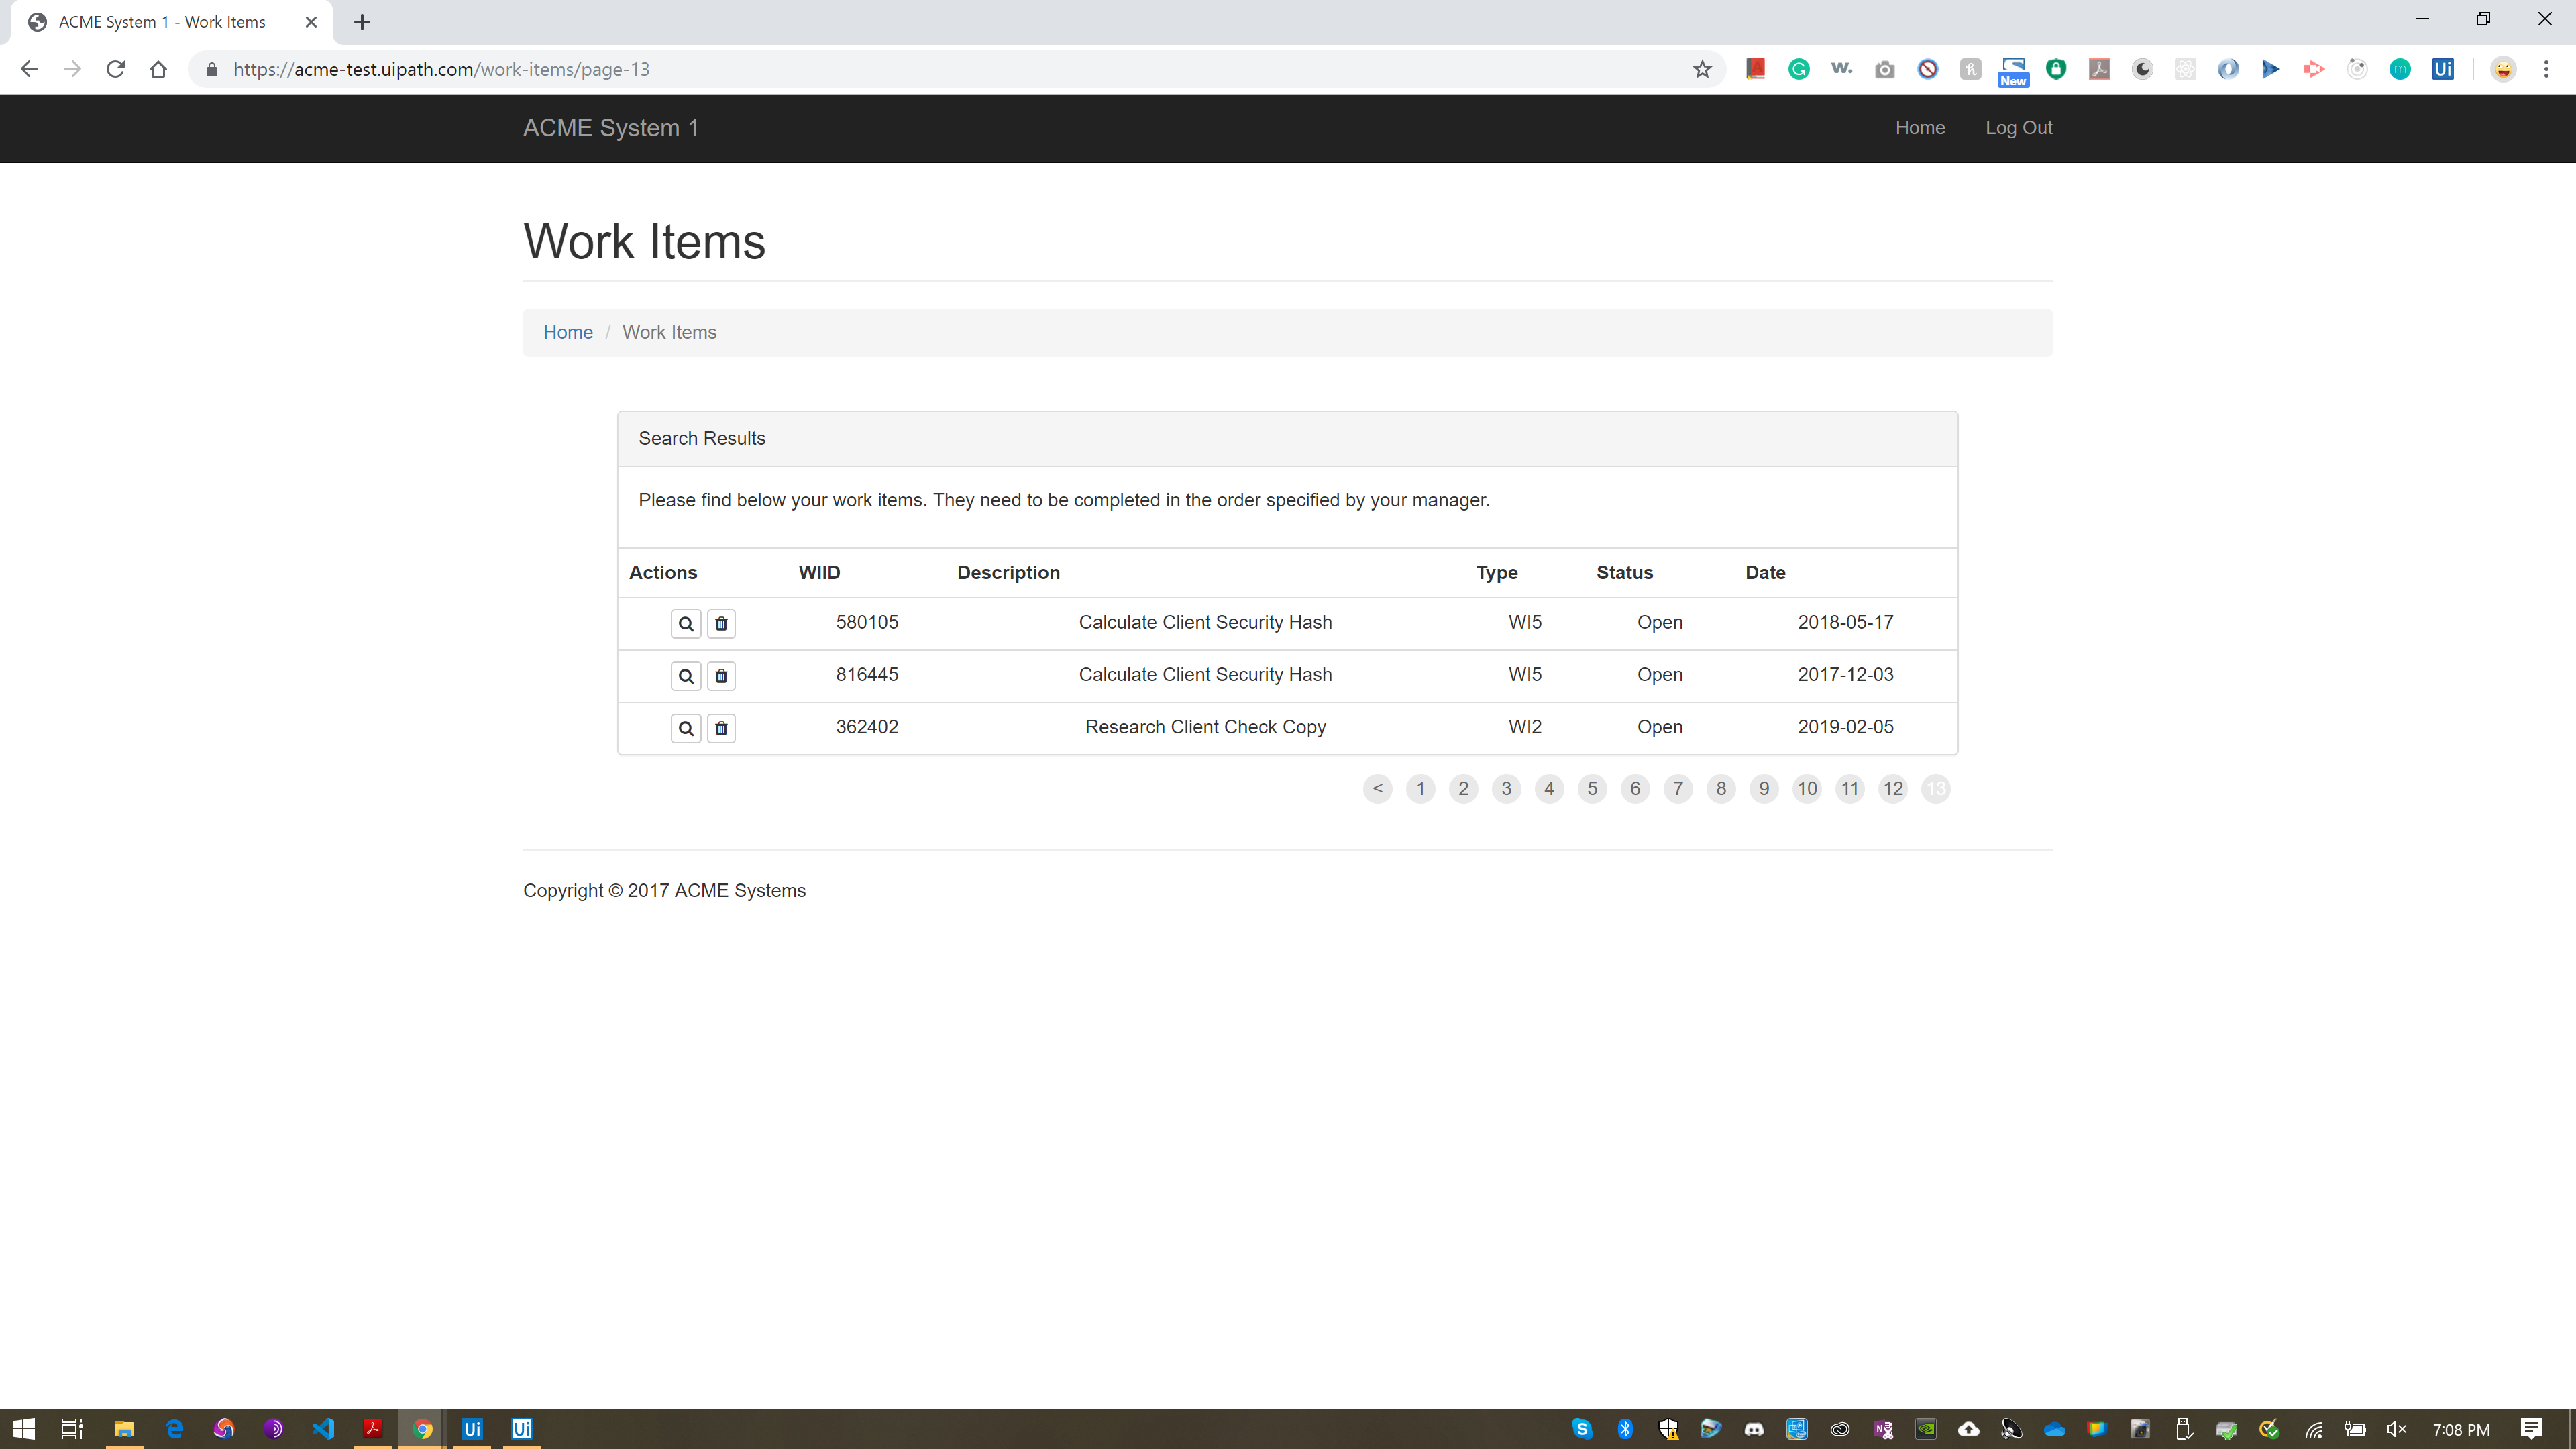 ACME System 1 - Work Items
https://acme-test.uipath.com/work-items/page-13
New
Ui
ACME System 1 Home Log Out
Work Items
Home / Work Items
Search Results
Please find below your work items. They need to be completed in the order specified by your manager.
Actions WIID Description Type Status Date
580105 Calculate Client Security Hash WI5 Open 2018-05-17
816445 Calculate Client Security Hash WI5 Open 2017-12-03
362402 Research Client Check Copy WI2 Open 2019-02-05
< 1 2 3 4 5 6 7 8 9 10 11 12 13
Copyright © 2017 ACME Systems
Ui Ui 7:08 PM